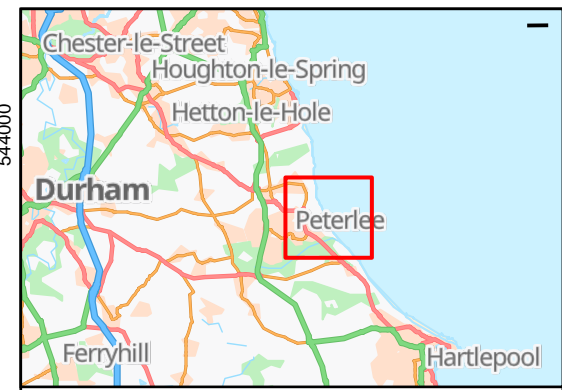 Chester-le-Street
Houghton-le-Spring
Hetton-le-Hole
544000
Durham
Peterlee
Ferryhill
Hartlepool